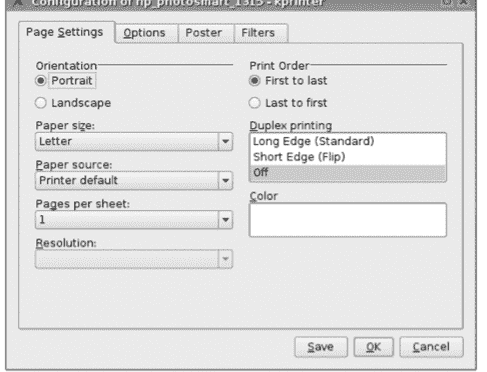 Configuration of hp_photosmart_1315 - kprinter
Page Settings
Options
Poster
Filters
Orientation
Portrait
Landscape
Paper size:
Letter
Paper source:
Printer default
Pages per sheet:
1
Resolution:
Print Order
First to last
Last to first
Duplex printing
Long Edge (Standard)
Short Edge (Flip)
Off
Color
Save
OK
Cancel